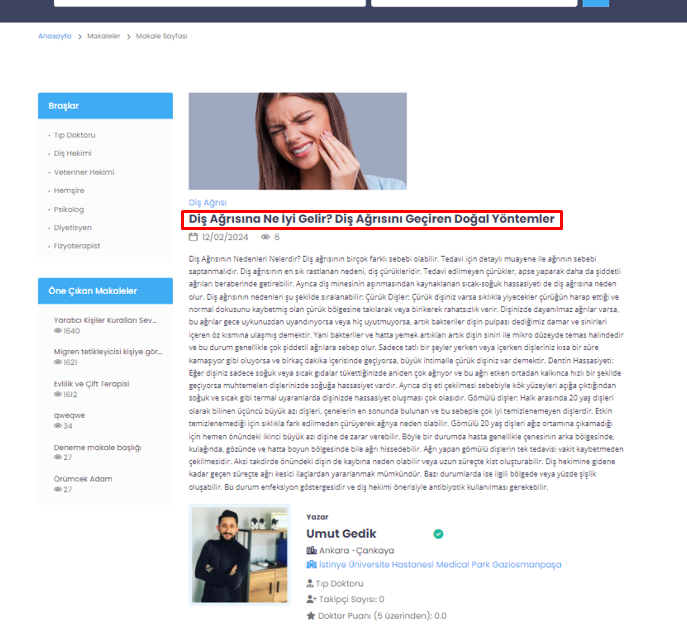 Anasayfa > Makaleler > Makale Sayfası
Braşlar
Tıp Doktoru
Diş Hekimi
Veteriner Hekimi
Hemşire
Psikolog
Diyetisyen
Fizyoterapist
Öne Çıkan Makaleler
Yaratıcı Kişiler Kuralları Sev...
1640
Migren tetikleyicisi kişiye gör...
1621
Evlilik ve Çift Terapisi
1612
qweqwe
34
Deneme makale başlığı
27
Örümcek Adam
27
Diş Ağrısı
Diş Ağrısına Ne İyi Gelir? Diş Ağrısını Geçiren Doğal Yöntemler
12/02/2024 6
Diş Ağrısının Nedenleri Nelerdir? Diş ağrısının birçok farklı sebebi olabilir. Tedavi için detaylı muayene ile ağrının sebebi
saptanmalıdır. Diş ağrısının en sık rastlanan nedeni, diş çürükleridir. Tedavi edilmeyen çürükler, apse yaparak daha da şiddetli
ağrıları beraberinde getirebilir. Ayrıca diş minesinin aşınmasından kaynaklanan sıcak-soğuk hassasiyeti de diş ağrısına neden
olur. Diş ağrısının nedenleri şu şekilde sıralanabilir: Çürük Dişler: Çürük dişiniz varsa sıklıkla yiyecekler çürüğün harap ettiği ve
normal dokusunu kaybetmiş olan çürük bölgesine takılarak veya birikerek rahatsızlık verir. Dişinizde dayanılmaz ağrılar varsa,
bu ağrılar gece uykunuzdan uyandırıyorsa veya hiç uyutmuyorsa, artık bakteriler dişin pulpası dediğimiz damar ve sinirleri
içeren öz kısmına ulaşmış demektir. Yani bakteriler ve hatta yemek artıkları artık dişin siniri ile mikro düzeyde temas halindedir
ve bu durum genellikle çok şiddetli ağrılara sebep olur. Sadece tatlı bir şeyler yerken veya içerken dişleriniz kısa bir süre
kamaşıyor gibi oluyorsa ve birkaç dakika içerisinde geçiyorsa, büyük ihtimalle çürük dişiniz var demektir. Dentin Hassasiyeti:
Eğer dişiniz sadece soğuk veya sıcak gıdalar tükettiğinizde aniden çok ağrıyor ve bu ağrı etken ortadan kalkınca hızlı bir şekilde
geçiyorsa muhtemelen dişlerinizde soğuğa hassasiyet vardır. Ayrıca diş eti çekilmesi sebebiyle kök yüzeyleri açığa çıktığından
soğuk ve sıcak gibi termal uyaranlarda dişinizde hassasiyet oluşması çok olasıdır. Gömülü dişler: Halk arasında 20 yaş dişleri
olarak bilinen üçüncü büyük azı dişleri, çenelerin en sonunda bulunan ve bu sebeple çok iyi temizlenemeyen dişlerdir. Etkin
temizlenemediği için sıklıkla fark edilmeden çürüyerek ağrıya neden olabilir. Gömülü 20 yaş dişleri ağız ortamına çıkamadığı
için hemen önündeki ikinci büyük azı dişine de zarar verebilir. Böyle bir durumda hasta genellikle çenesinin arka bölgesinde,
kulağında, gözünde ve hatta boyun bölgesinde bile ağrı hissedebilir. Ağrı yapan gömülü dişlerin tek tedavisi vakit kaybetmeden
çekilmesidir. Aksi takdirde önündeki dişin de kaybına neden olabilir veya uzun süreçte kist oluşturabilir. Diş hekimine gidene
kadar geçen süreçte ağrı kesici ilaçlardan yararlanmak mümkündür. Bazı durumlarda ise ilgili bölgede veya yüzde şişlik
oluşabilir. Bu durum enfeksiyon göstergesidir ve diş hekimi önerisiyle antibiyotik kullanılması gerekebilir.
Yazar
Umut Gedik
Ankara -Çankaya
İstinye Üniversite Hastanesi Medical Park Gaziosmanpaşa
Tıp Doktoru
Takipçi Sayısı: 0
Doktor Puanı (5 üzerinden): 0.0